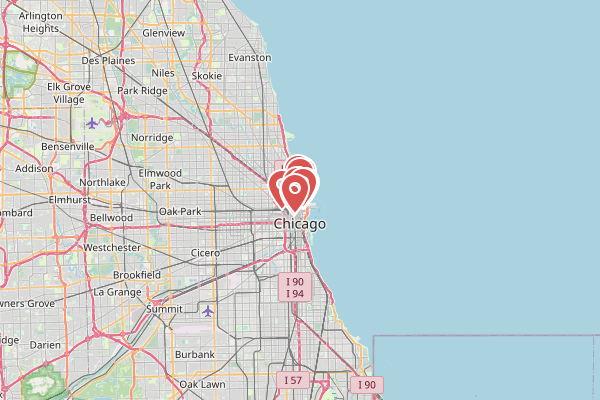 Arlington
Heights
Glenview
Evanston
Des Plaines
Niles
Skokie
Elk Grove
Village
Park Ridge
Norridge
Bensenville
Addison
Elmwood
Park
Northlake
Elmhurst
Oak Park
Lombard
Bellwood
Chicago
Westchester
Cicero
Brookfield
La Grange
I 90
I 94
wners Grove
Summit
ridge
Darien
Burbank
Oak Lawn
I 57
I 90